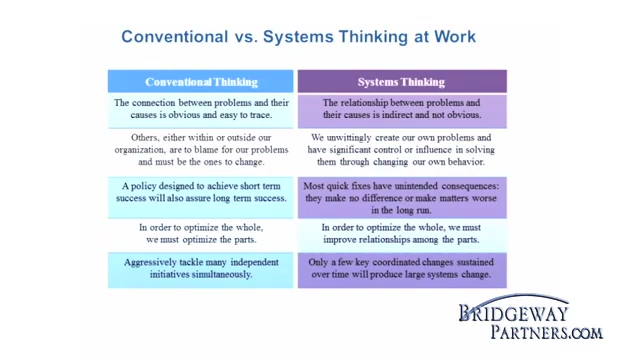 Conventional vs. Systems Thinking at Work
Conventional Thinking
Systems Thinking
The connection between problems and their
causes is obvious and easy to trace.
The relationship between problems and
their causes is indirect and not obvious.
Others, either within or outside our
organization, are to blame for our problems
and must be the ones to change.
We unwittingly create our own problems and
have significant control or influence in solving
them through changing our own behavior.
A policy designed to achieve short term
success will also assure long term success.
Most quick fixes have unintended consequences:
they make no difference or make matters worse
in the long run.
In order to optimize the whole,
we must optimize the parts.
In order to optimize the whole, we must
improve relationships among the parts.
Aggressively tackle many independent
initiatives simultaneously.
Only a few key coordinated changes sustained
over time will produce large systems change.
BRIDGEWAY
PARTNERS.COM